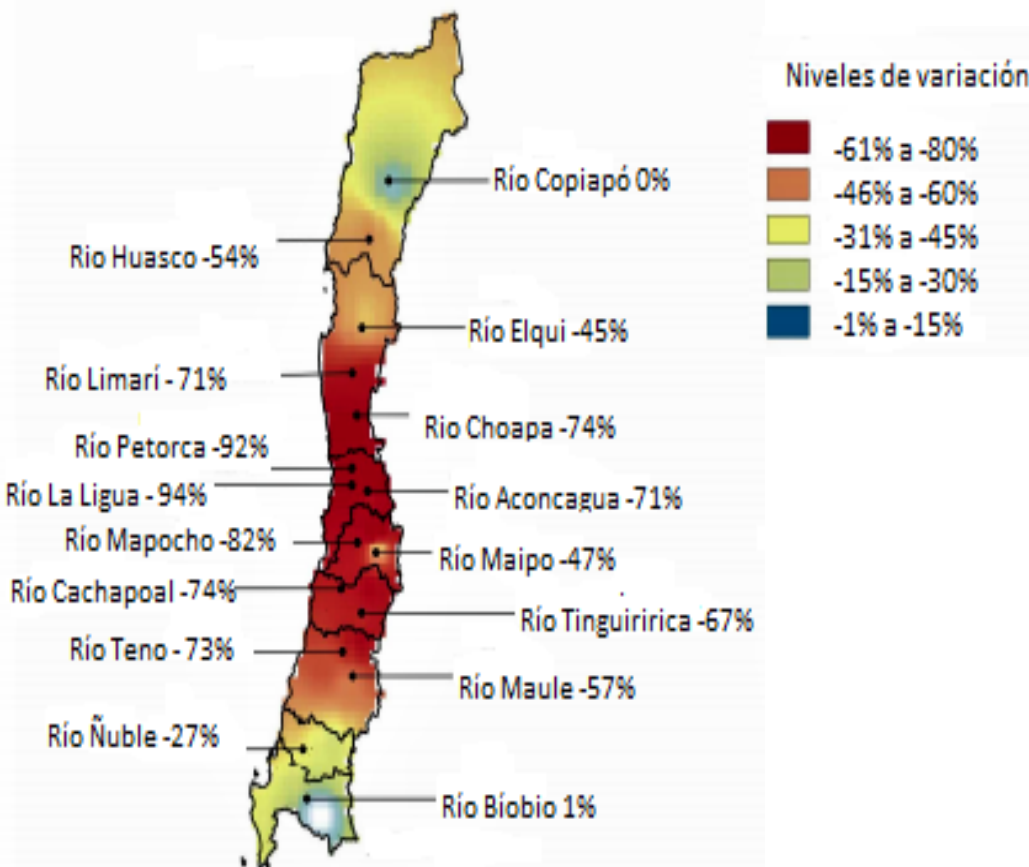 Niveles de variación
-61% a -80%
-46% a -60%
-31% a -45%
-15% a -30%
-1% a -15%
Río Copiapó 0%
Rio Huasco -54%
Río Elqui -45%
Río Limarí - 71%
Rio Choapa -74%
Río Petorca -92%
Río La Ligua - 94%
Río Aconcagua -71%
Río Mapocho -82%
Río Maipo -47%
Río Cachapoal -74%
Río Tinguiririca -67%
Río Teno - 73%
Río Maule -57%
Río Ñuble -27%
Río Bíobio 1%